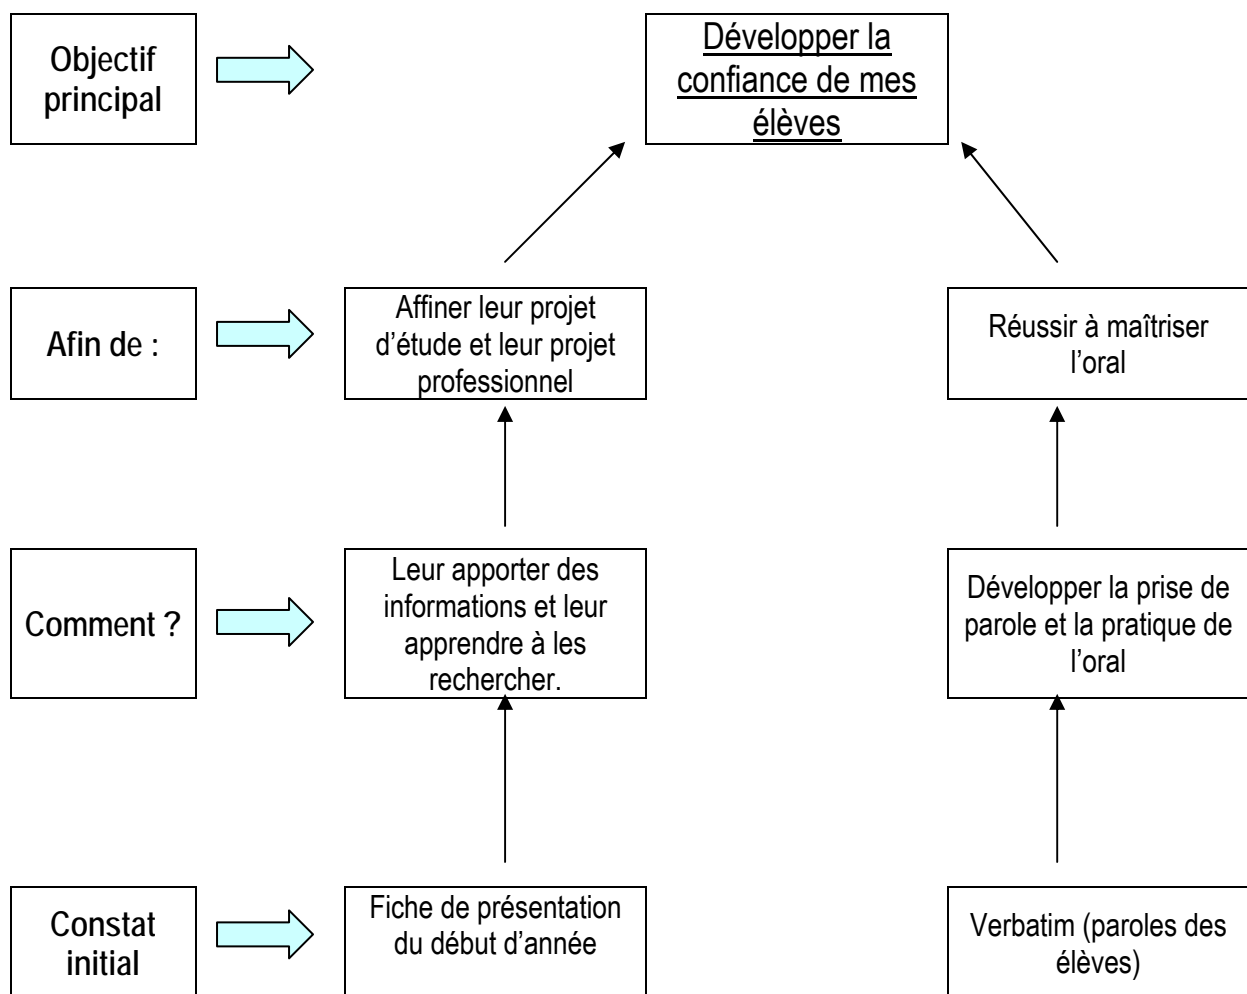 Objectif
principal
Développer la
confiance de mes
élèves
Afin de :
Affiner leur projet
d’étude et leur projet
professionnel
Réussir à maîtriser
l’oral
Comment ?
Leur apporter des
informations et leur
apprendre à les
rechercher.
Développer la prise de
parole et la pratique de
l’oral
Constat
initial
Fiche de présentation
du début d’année
Verbatim (paroles des
élèves)